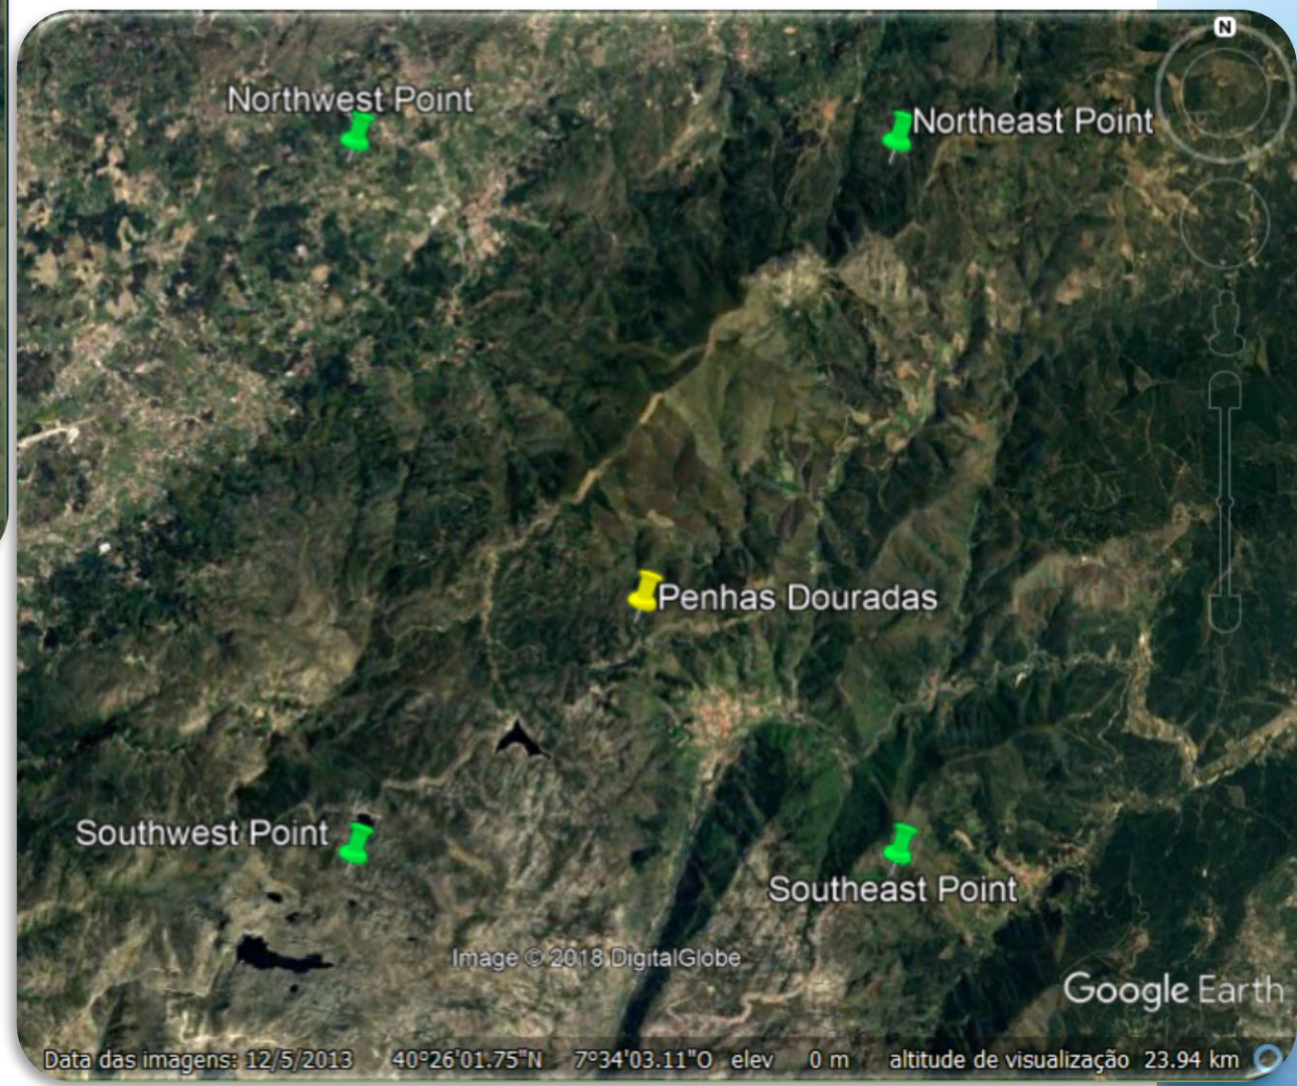 N
Northwest Point
Northeast Point
Penhas Douradas
Southwest Point
Southeast Point
Image © 2018 DigitalGlobe
Google Earth
Data das imagens: 12/5/2013 40°26'01.75"N 7°34'03.11"O elev 0 m altitude de visualização 23.94 km